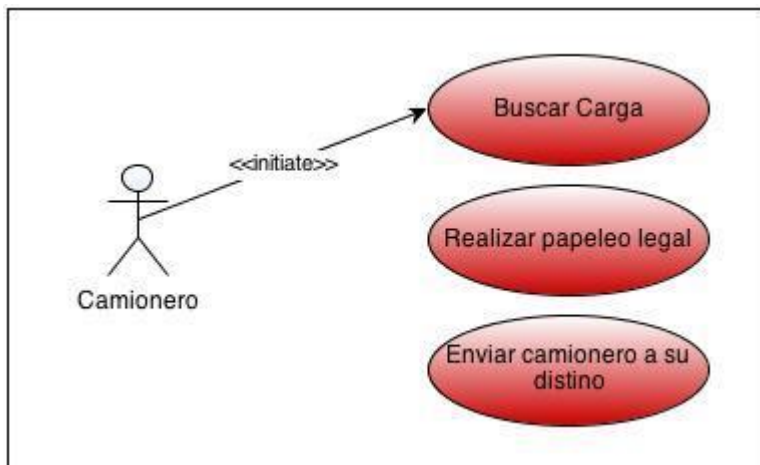 Buscar Carga
<<initiate>>
Realizar papeleo legal
Camionero
Enviar camionero a su
distino